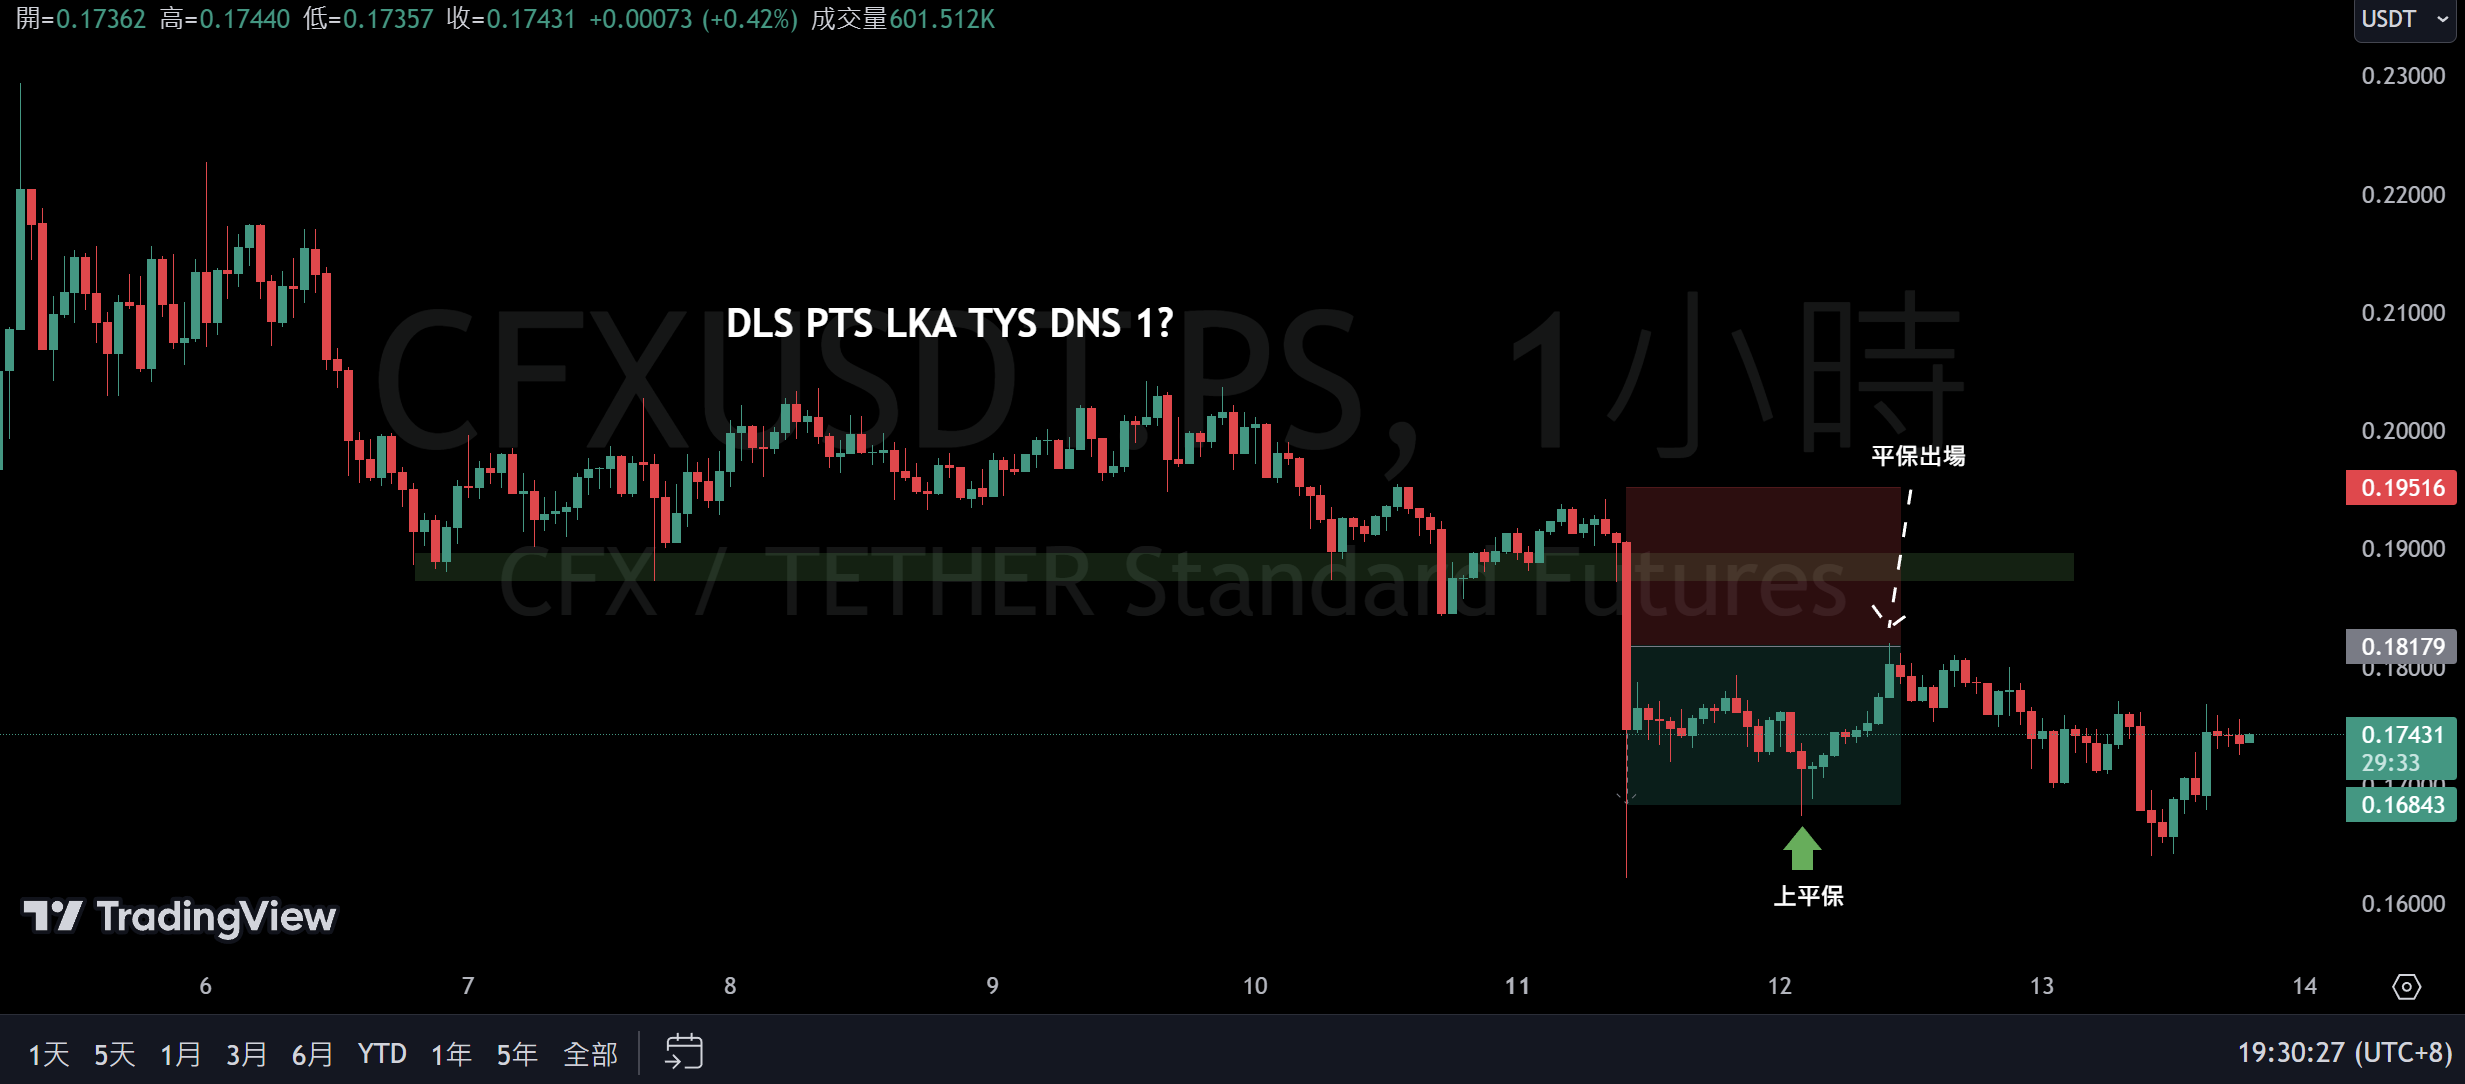 開=0.17362 高=0.17440 低=0.17357 收=0.17431 +0.00073 (+0.42%) 成交量601.512K
USDT
0.23000
0.22000
0.21000
0.20000
0.19516
0.19000
0.18179
0.18000
0.17431
29:33
0.17000
0.16843
0.16000
CFXUSDT.PS, 1小時
CFX / TETHER Standard Futures
DLS PTS LKA TYS DNS 1?
平保出場
上平保
TradingView
6 7 8 9 10 11 12 13 14
1天 5天 1月 3月 6月 YTD 1年 5年 全部
19:30:27 (UTC+8)